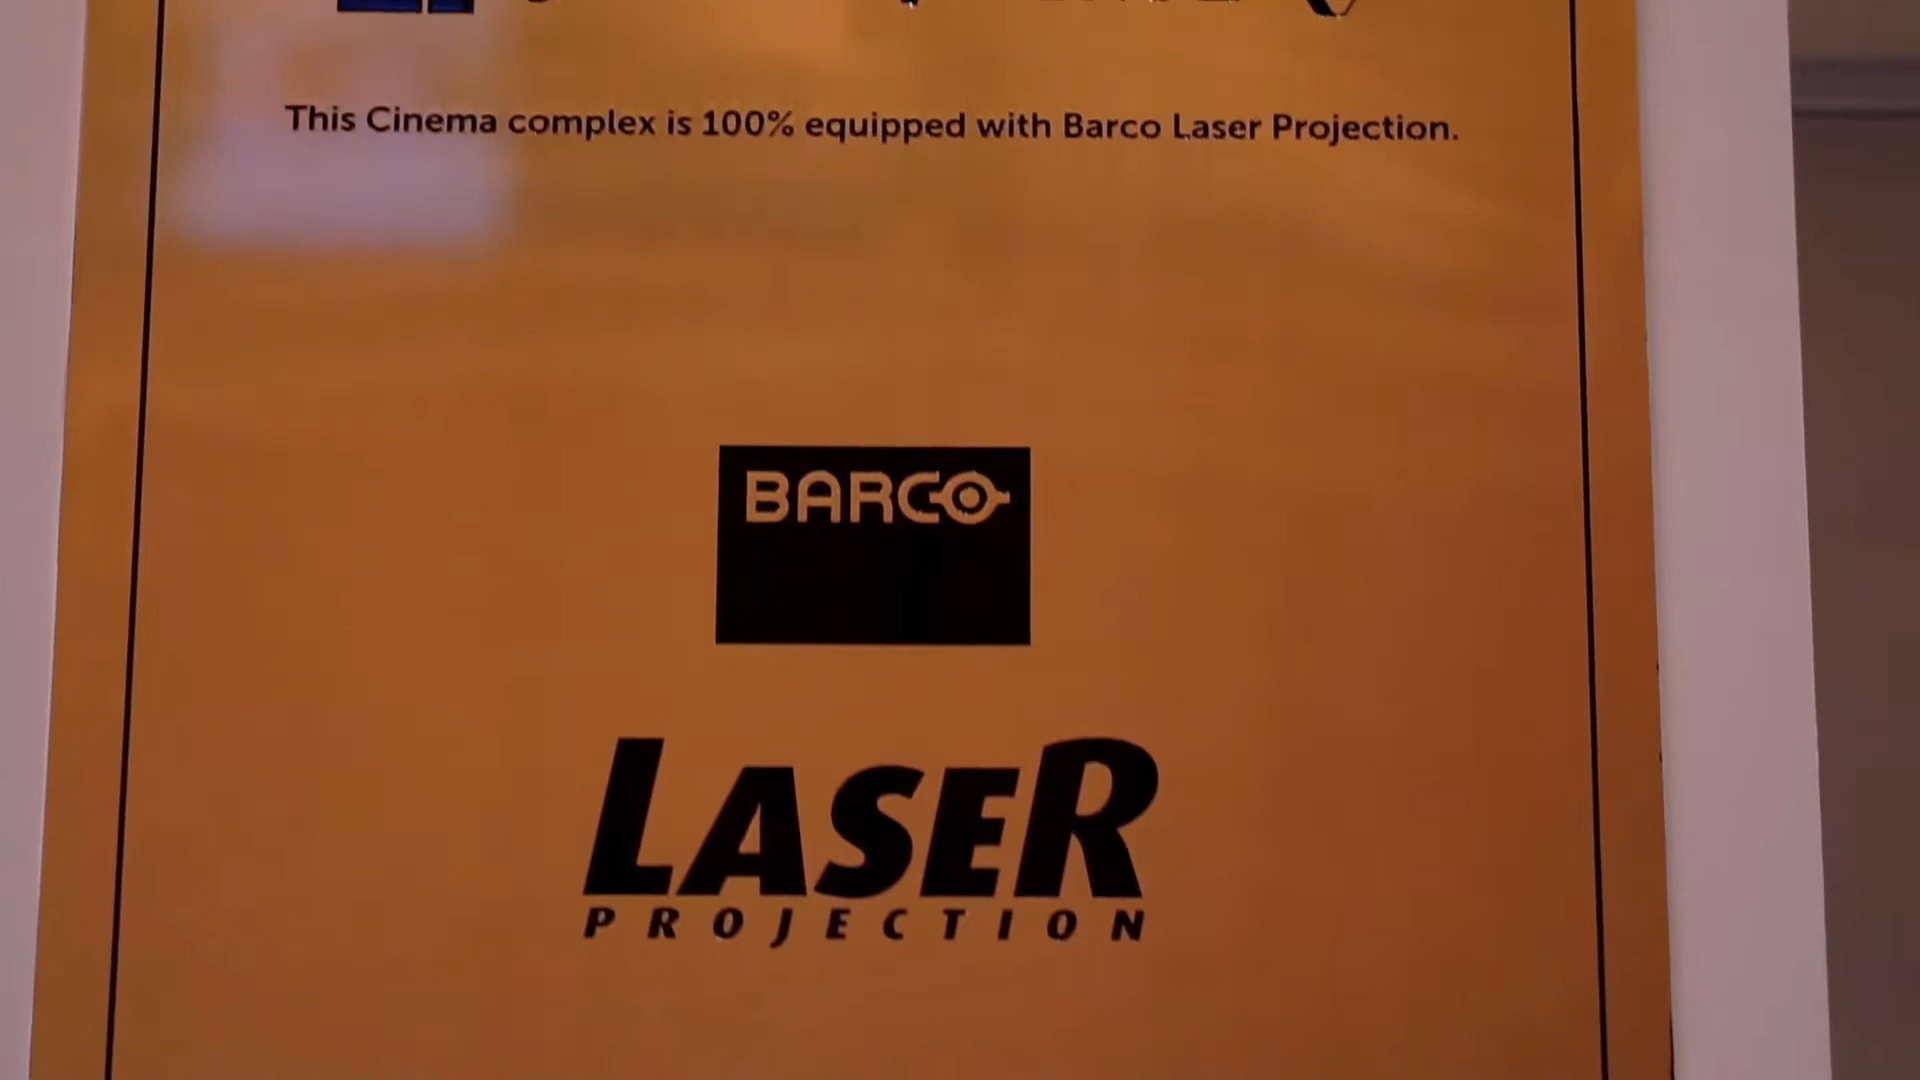 This Cinema complex is 100% equipped with Barco Laser Projection.
BARCO
LASER
PROJECTION